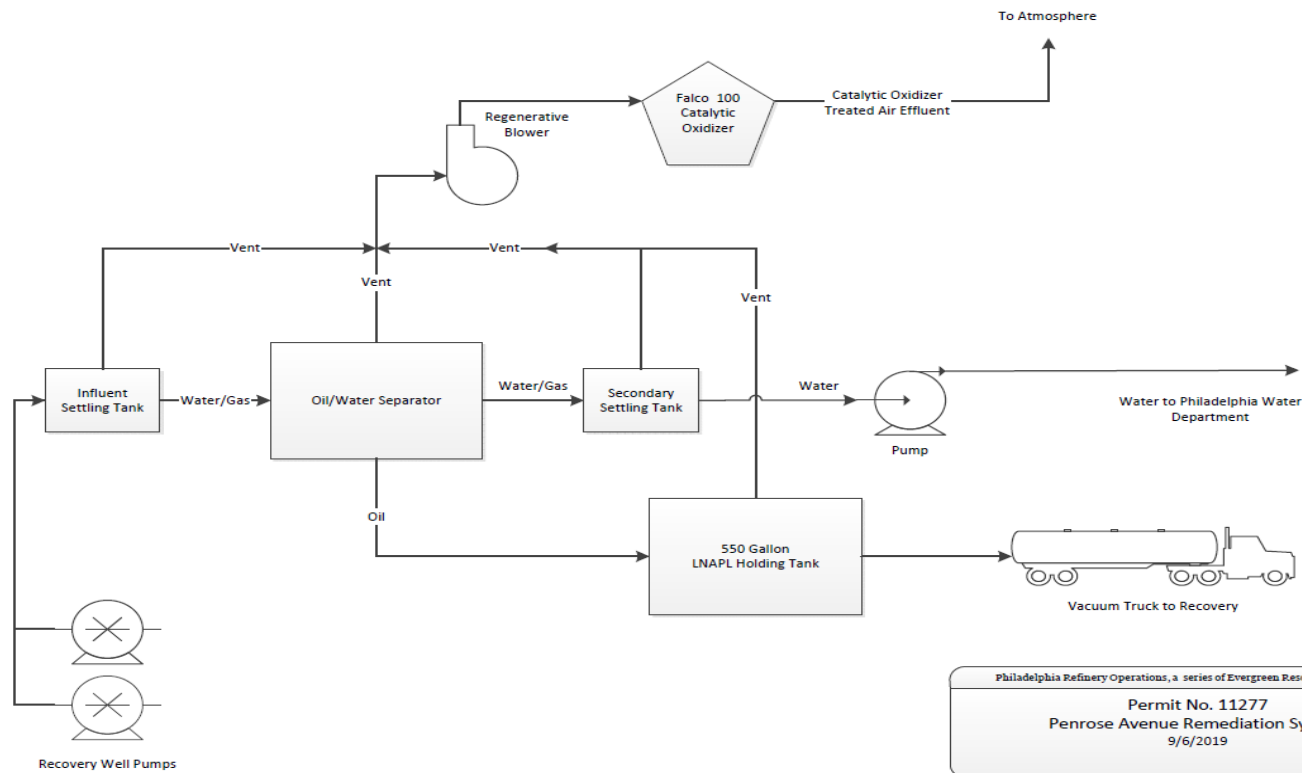 To Atmosphere
Falco 100
Catalytic
Oxidizer
Catalytic Oxidizer
Treated Air Effluent
Regenerative
Blower
Vent
Vent
Vent
Vent
Influent
Settling Tank
Water/Gas
Oil/Water Separator
Water/Gas
Secondary
Settling Tank
Water
Pump
Water to Philadelphia Water
Department
Oil
550 Gallon
LNAPL Holding Tank
Vacuum Truck to Recovery
Recovery Well Pumps
Philadelphia Refinery Operations, a series of Evergreen
Permit No. 11277
Penrose Avenue Remediation
9/6/2019